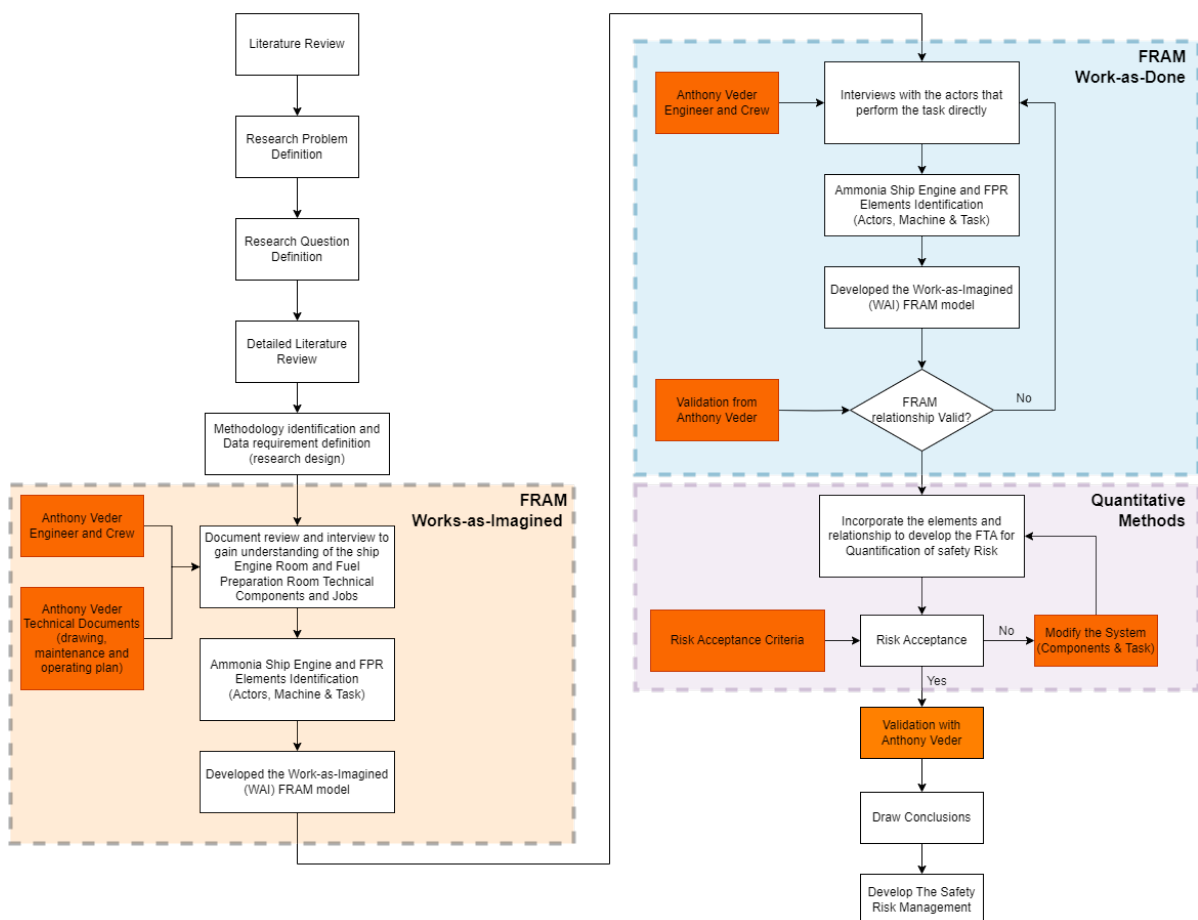 Literature Review
Research Problem
Definition
Research Question
Definition
Detailed Literature
Review
Methodology identification and
Data requirement definition
(research design)
FRAM
Works-as-Imagined
Anthony Veder
Engineer and Crew
Anthony Veder
Technical Documents
(drawing,
maintenance and
operating plan)
Document review and interview to
gain understanding of the ship
Engine Room and Fuel
Preparation Room Technical
Components and Jobs
Ammonia Ship Engine and FPR
Elements Identification
(Actors, Machine & Task)
Developed the Work-as-Imagined
(WAI) FRAM model
FRAM
Work-as-Done
Anthony Veder
Engineer and Crew
Interviews with the actors that
perform the task directly
Ammonia Ship Engine and FPR
Elements Identification
(Actors, Machine & Task)
Developed the Work-as-Imagined
(WAI) FRAM model
Validation from
Anthony Veder
FRAM
relationship Valid?
No
Quantitative
Methods
Incorporate the elements and
relationship to develop the FTA for
Quantification of safety Risk
Risk Acceptance Criteria
Risk Acceptance
No
Modify the System
(Components & Task)
Yes
Validation with
Anthony Veder
Draw Conclusions
Develop The Safety
Risk Management